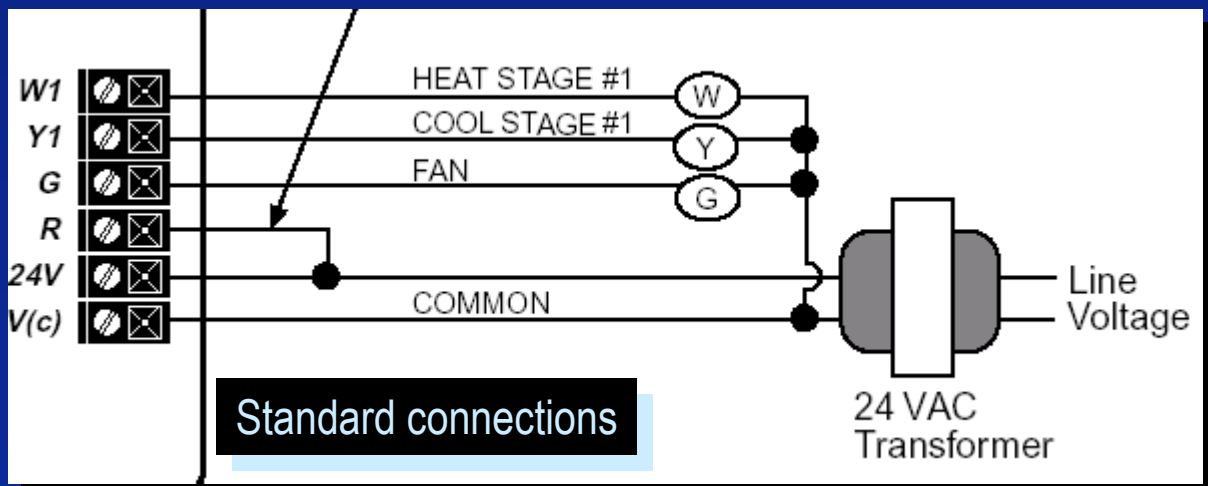 W1
HEAT STAGE #1
W
Y1
COOL STAGE #1
Y
G
FAN
G
R
24V
V(c)
COMMON
Line
Voltage
24 VAC
Transformer
Standard connections